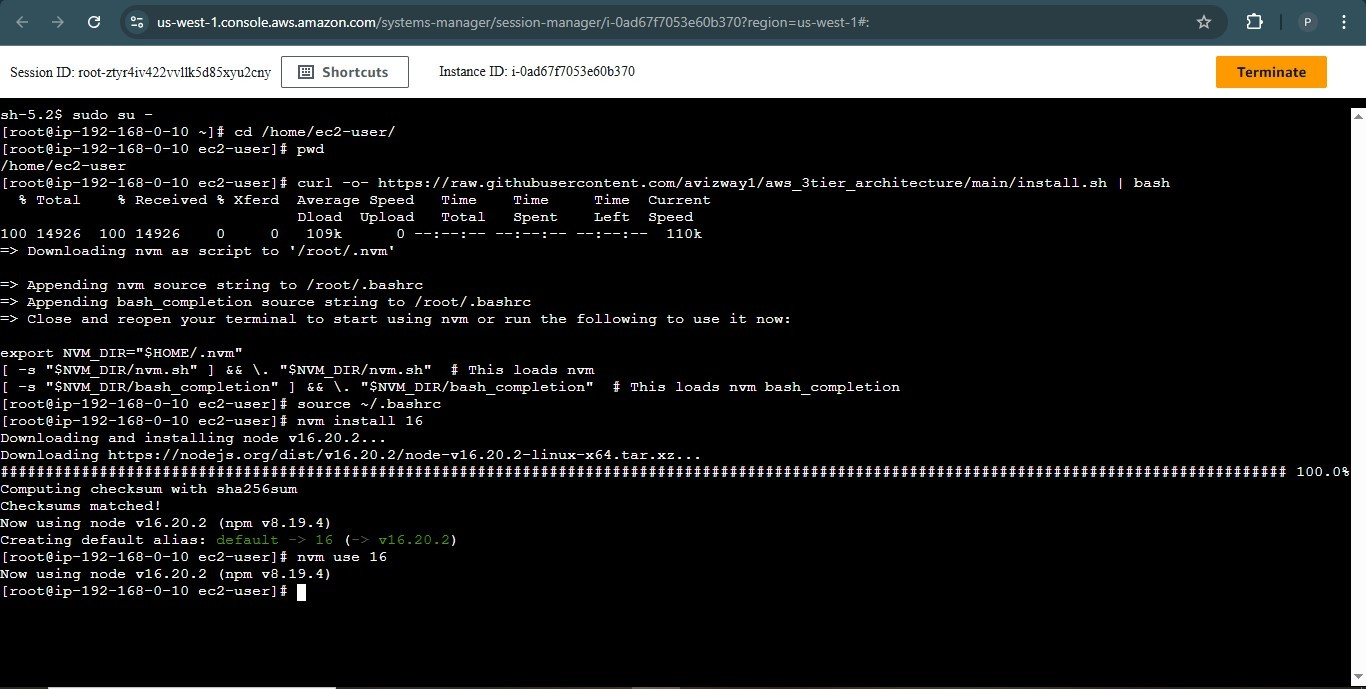 us-west-1.console.aws.amazon.com/systems-manager/session-manager/i-0ad67f7053e60b370?region=us-west-1#:
P
Session ID: root-ztyr4iv422vvllk5d85xyu2cny
Shortcuts
Instance ID: i-0ad67f7053e60b370
Terminate
sh-5.2$ sudo su -
[root@ip-192-168-0-10 ~]# cd /home/ec2-user/
[root@ip-192-168-0-10 ec2-user]# pwd
/home/ec2-user
[root@ip-192-168-0-10 ec2-user]# curl -o- https://raw.githubusercontent.com/avizway1/aws_3tier_architecture/main/install.sh | bash
  % Total    % Received % Xferd  Average Speed   Time    Time     Time  Current
                                 Dload  Upload   Total   Spent    Left  Speed
100 14926  100 14926    0     0   109k      0 --:--:-- --:--:-- --:--:--  110k
=> Downloading nvm as script to '/root/.nvm'
=> Appending nvm source string to /root/.bashrc
=> Appending bash_completion source string to /root/.bashrc
=> Close and reopen your terminal to start using nvm or run the following to use it now:
export NVM_DIR="$HOME/.nvm"
[ -s "$NVM_DIR/nvm.sh" ] && \. "$NVM_DIR/nvm.sh"  # This loads nvm
[ -s "$NVM_DIR/bash_completion" ] && \. "$NVM_DIR/bash_completion"  # This loads nvm bash_completion
[root@ip-192-168-0-10 ec2-user]# source ~/.bashrc
[root@ip-192-168-0-10 ec2-user]# nvm install 16
Downloading and installing node v16.20.2...
Downloading https://nodejs.org/dist/v16.20.2/node-v16.20.2-linux-x64.tar.xz...
############################################################################################################################################### 100.0%
Computing checksum with sha256sum
Checksums matched!
Now using node v16.20.2 (npm v8.19.4)
Creating default alias: default -> 16 (-> v16.20.2)
[root@ip-192-168-0-10 ec2-user]# nvm use 16
Now using node v16.20.2 (npm v8.19.4)
[root@ip-192-168-0-10 ec2-user]#